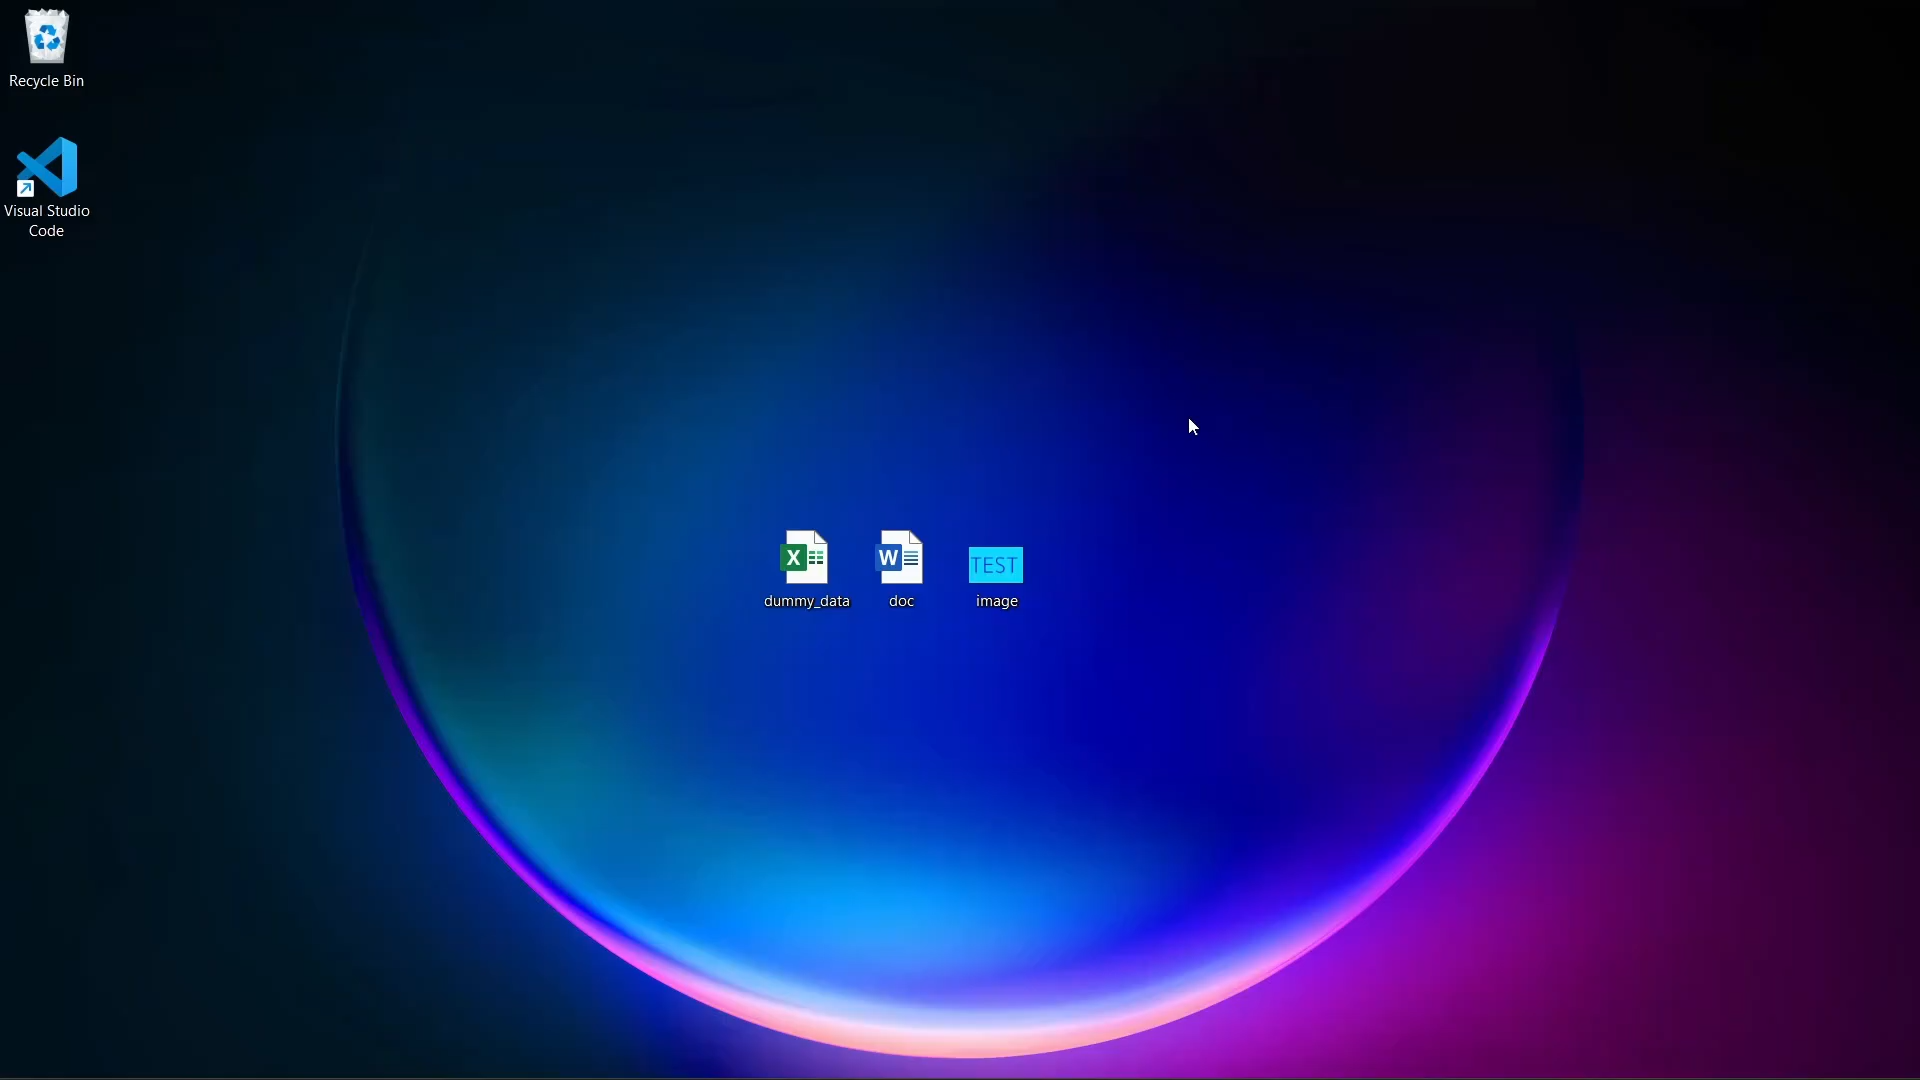 Recycle Bin
Visual Studio
Code
X
W
TEST
dummy_data
doc
image